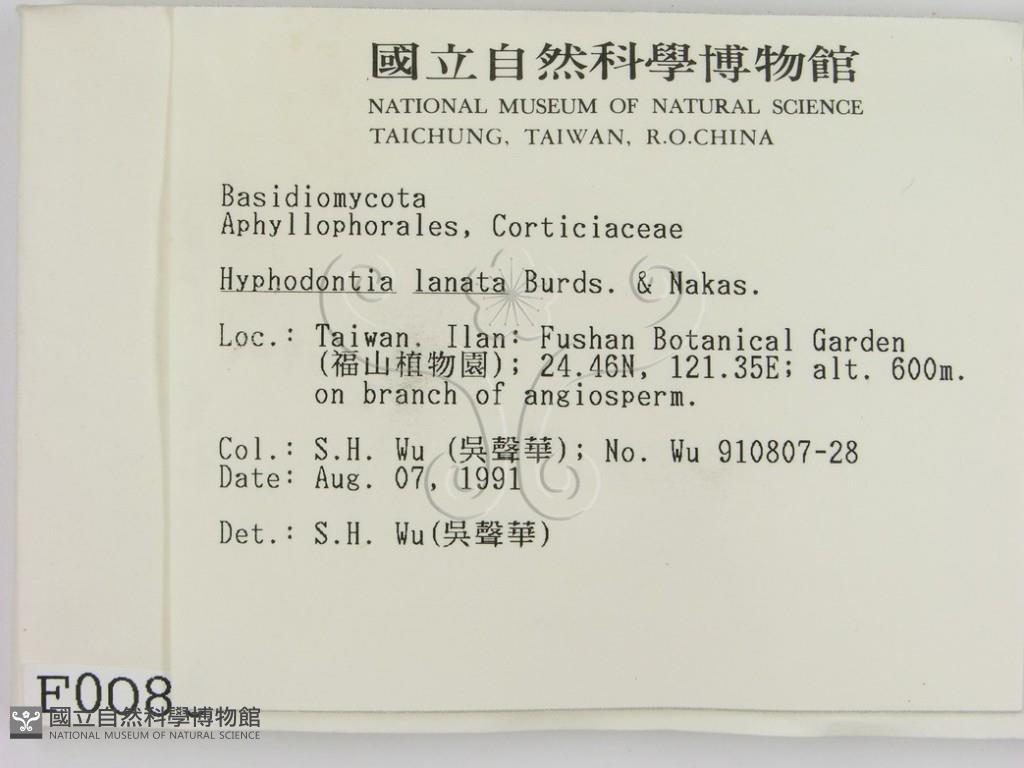 國立自然科學博物館
NATIONAL MUSEUM OF NATURAL SCIENCE
TAICHUNG, TAIWAN, R.O.CHINA
Basidiomycota
Aphyllophorales, Corticiaceae
Hyphodontia lanata Burds. & Nakas.
Loc.: Taiwan. Ilan: Fushan Botanical Garden
(福山植物園); 24.46N, 121.35E; alt. 600m.
on branch of angiosperm.
Col.: S.H. Wu (吳聲華); No. Wu 910807-28
Date: Aug. 07, 1991
Det.: S.H. Wu(吳聲華)
F008
國立自然科學博物館
NATIONAL MUSEUM OF NATURAL SCIENCE